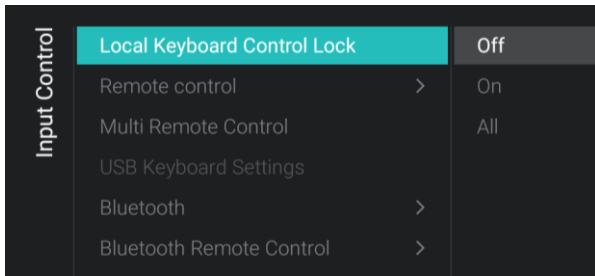 Input Control
Local Keyboard Control Lock
Off
Remote control >
On
Multi Remote Control
All
USB Keyboard Settings
Bluetooth >
Bluetooth Remote Control >